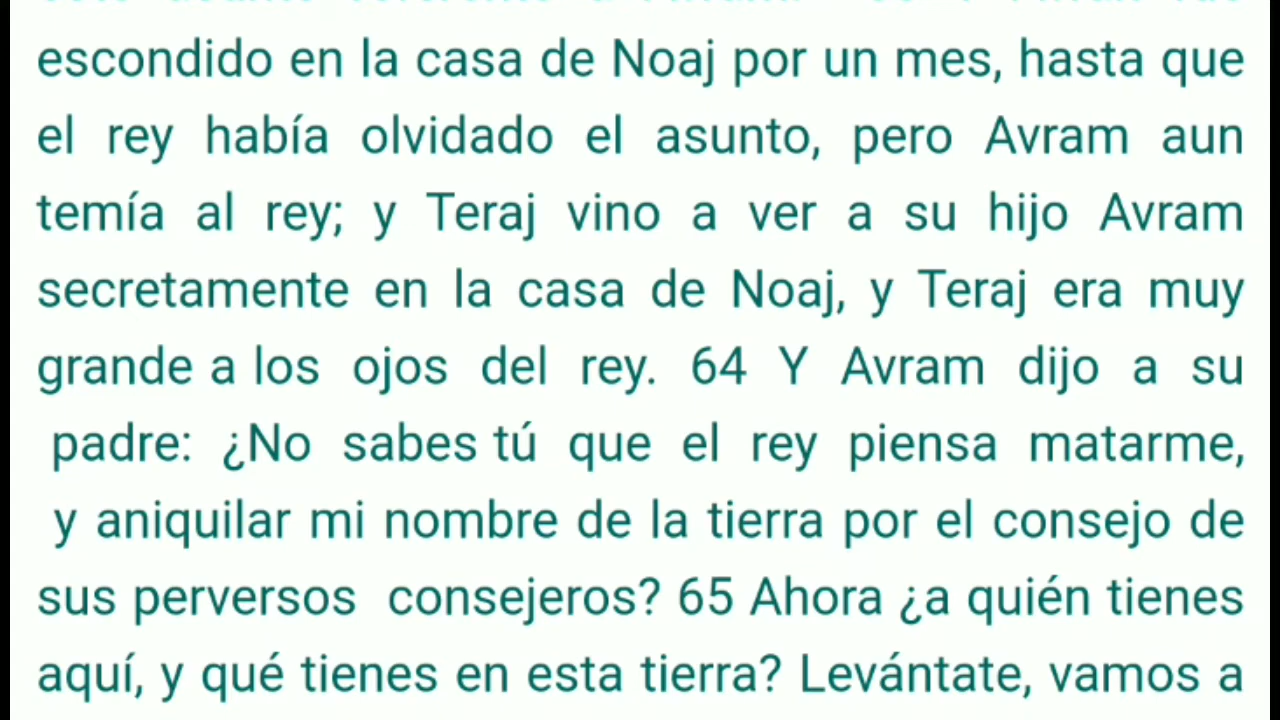 escondido en la casa de Noaj por un mes, hasta que
el rey había olvidado el asunto, pero Avram aun
temía al rey; y Teraj vino a ver a su hijo Avram
secretamente en la casa de Noaj, y Teraj era muy
grande a los ojos del rey. 64 Y Avram dijo a su
padre: ¿No sabes tú que el rey piensa matarme,
y aniquilar mi nombre de la tierra por el consejo de
sus perversos consejeros? 65 Ahora ¿a quién tienes
aquí, y qué tienes en esta tierra? Levántate, vamos a